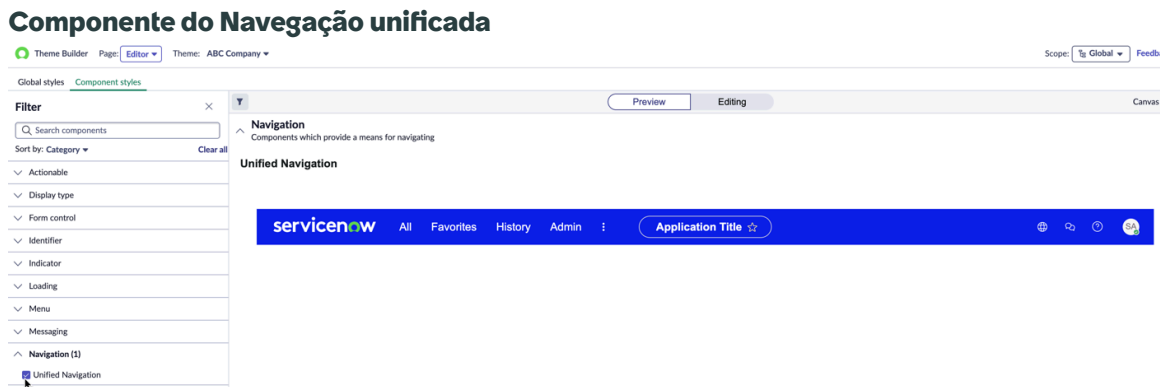 Componente do Navegação unificada
Theme Builder Page: Editor Theme: ABC Company Scope: Global Feedba
Global styles Component styles
Filter
Preview Editing Canvas
Search components
Sort by: Category Clear all
Navigation
Components which provide a means for navigating
Unified Navigation
Actionable
Display type
Form control
Identifier
Indicator
Loading
Menu
Messaging
Navigation (1)
Unified Navigation
servicenow All Favorites History Admin Application Title SA